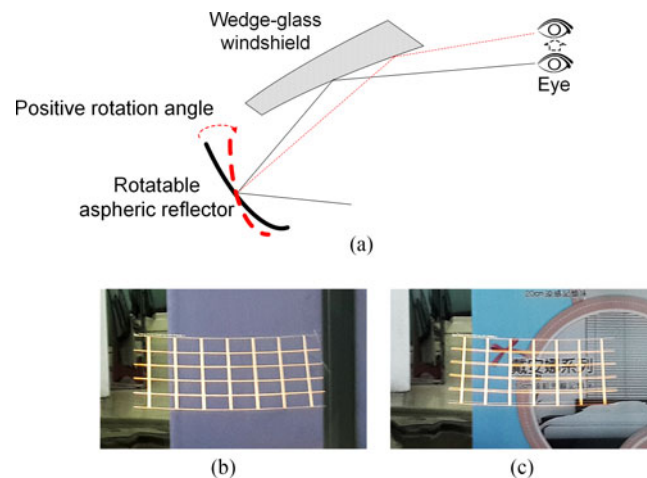 Wedge-glass
windshield
Eye
Positive rotation angle
Rotatable
aspheric reflector
(a)
(b)
(c)